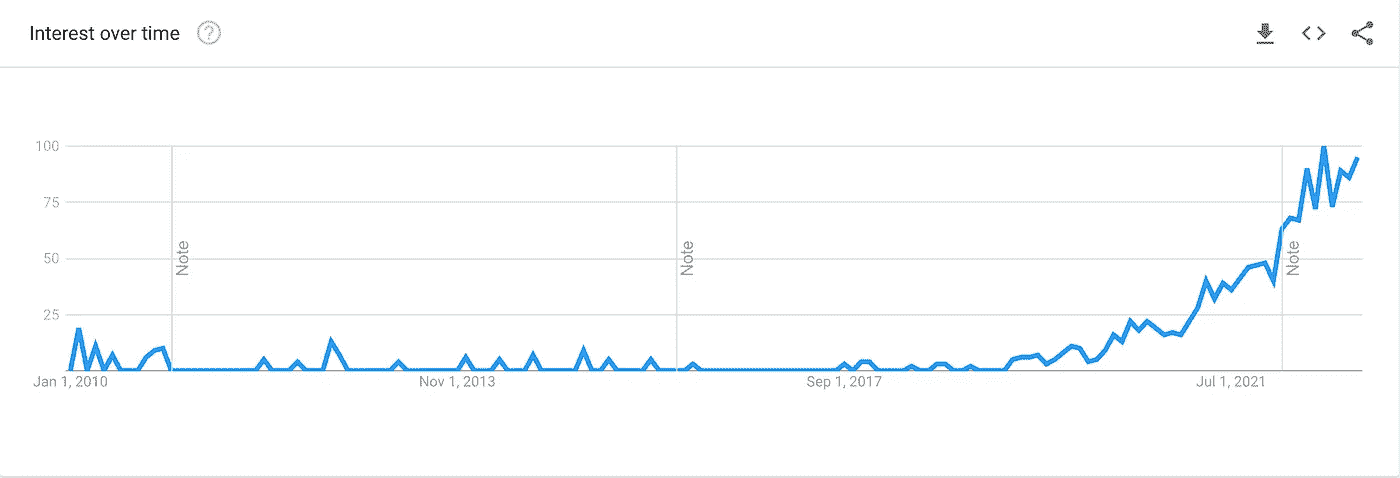 Interest over time ?
100
75
50
25
Note
Note
Note
Jan 1, 2010
Nov 1, 2013
Sep 1, 2017
Jul 1, 2021